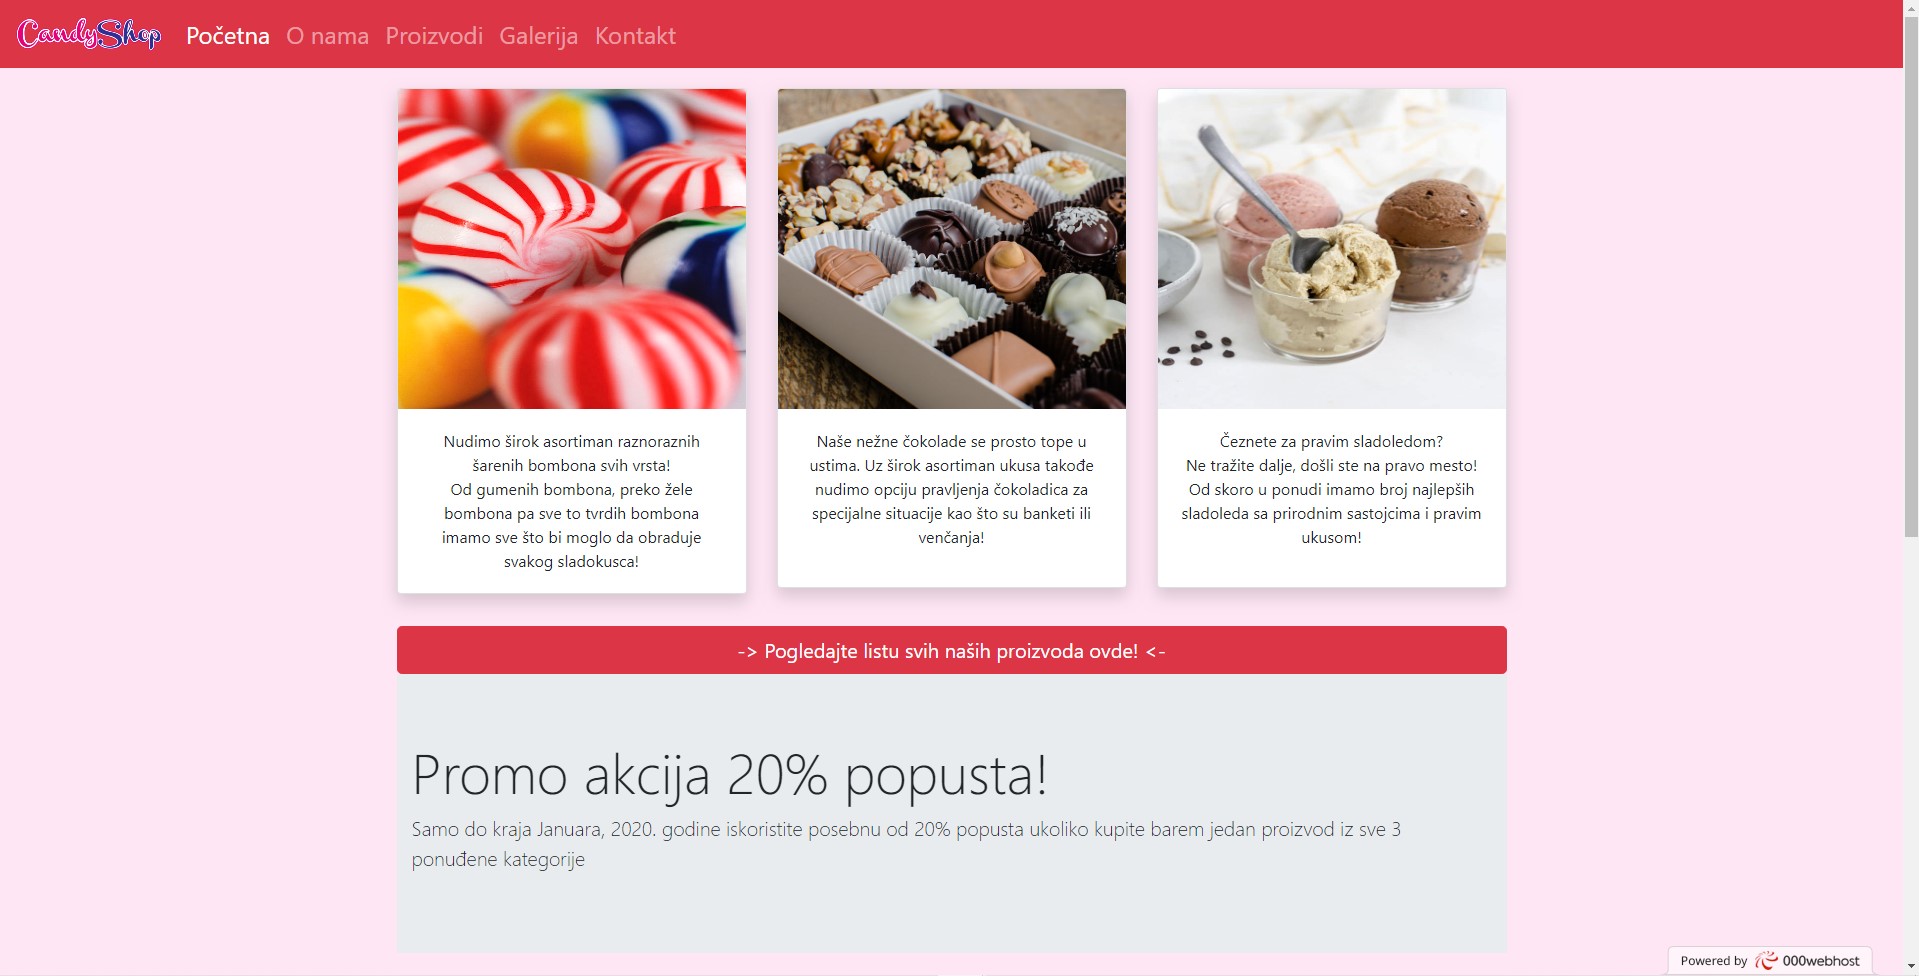 CandyShop Početna O nama Proizvodi Galerija Kontakt
Nudimo širok asortiman raznoraznih
šarenih bombona svih vrsta!
Od gumenih bombona, preko žele
bombona pa sve to tvrdih bombona
imamo sve što bi moglo da obraduje
svakog sladokusca!
Naše nežne čokolade se prosto tope u
ustima. Uz širok asortiman ukusa takođe
nudimo opciju pravljenja čokoladica za
specijalne situacije kao što su banketi ili
venčanja!
Čeznete za pravim sladoledom?
Ne tražite dalje, došli ste na pravo mesto!
Od skoro u ponudi imamo broj najlepših
sladoleda sa prirodnim sastojcima i pravim
ukusom!
-> Pogledajte listu svih naših proizvoda ovde! <-
Promo akcija 20% popusta!
Samo do kraja Januara, 2020. godine iskoristite posebnu od 20% popusta ukoliko kupite barem jedan proizvod iz sve 3
ponuđene kategorije
Powered by 000webhost